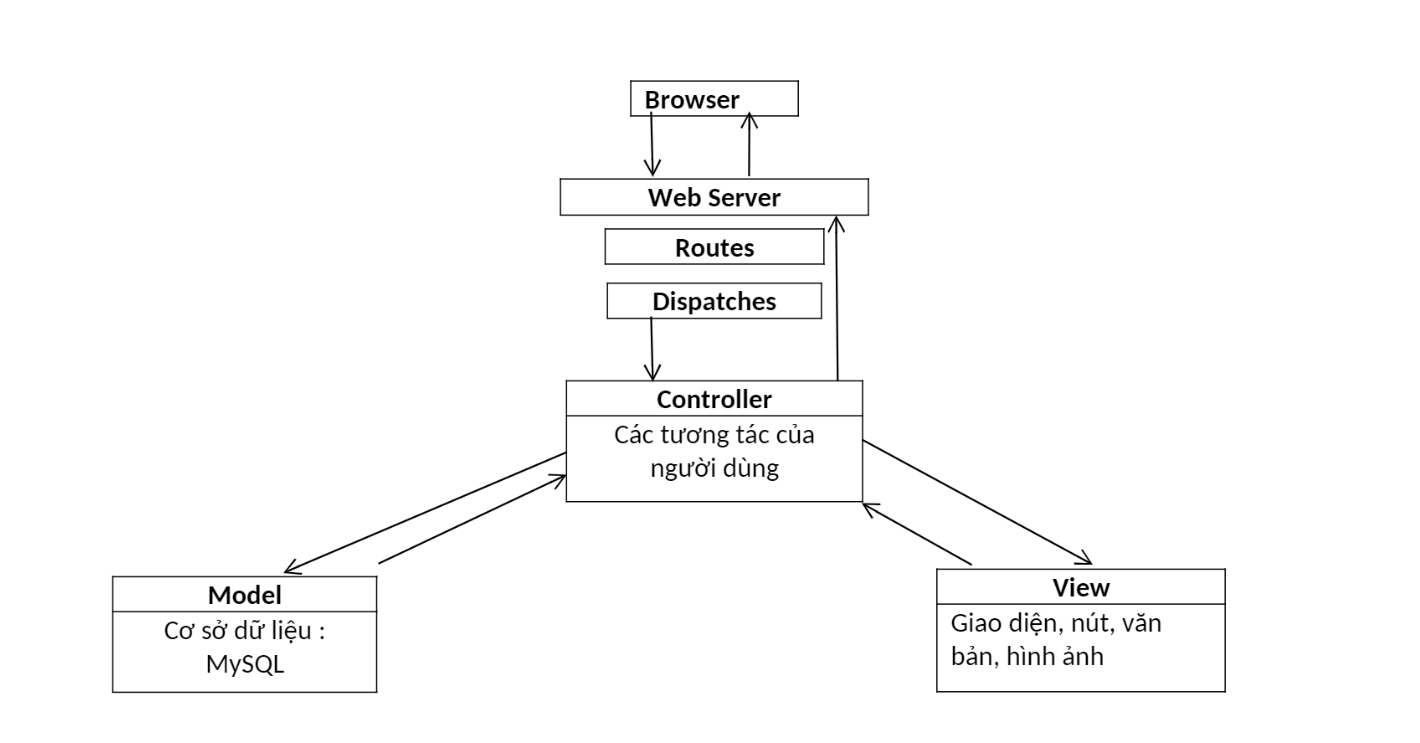 Browser
Web Server
Routes
Dispatches
Controller
Các tương tác của
người dùng
Model
Cơ sở dữ liệu :
MySQL
View
Giao diện, nút, văn
bản, hình ảnh